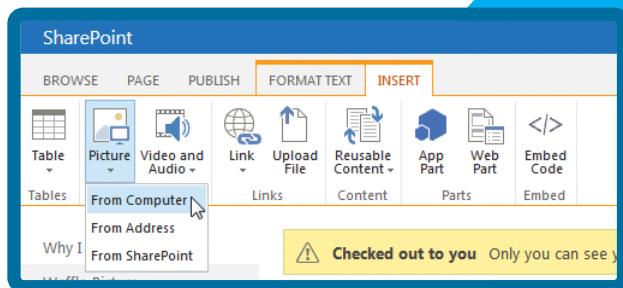 SharePoint
BROWSE PAGE PUBLISH FORMAT TEXT INSERT
Table Picture Video and Audio Link Upload File Reusable Content App Part Web Part Embed Code
Tables Links Content Parts Embed
From Computer
From Address
From SharePoint
Why I
Checked out to you Only you can see y